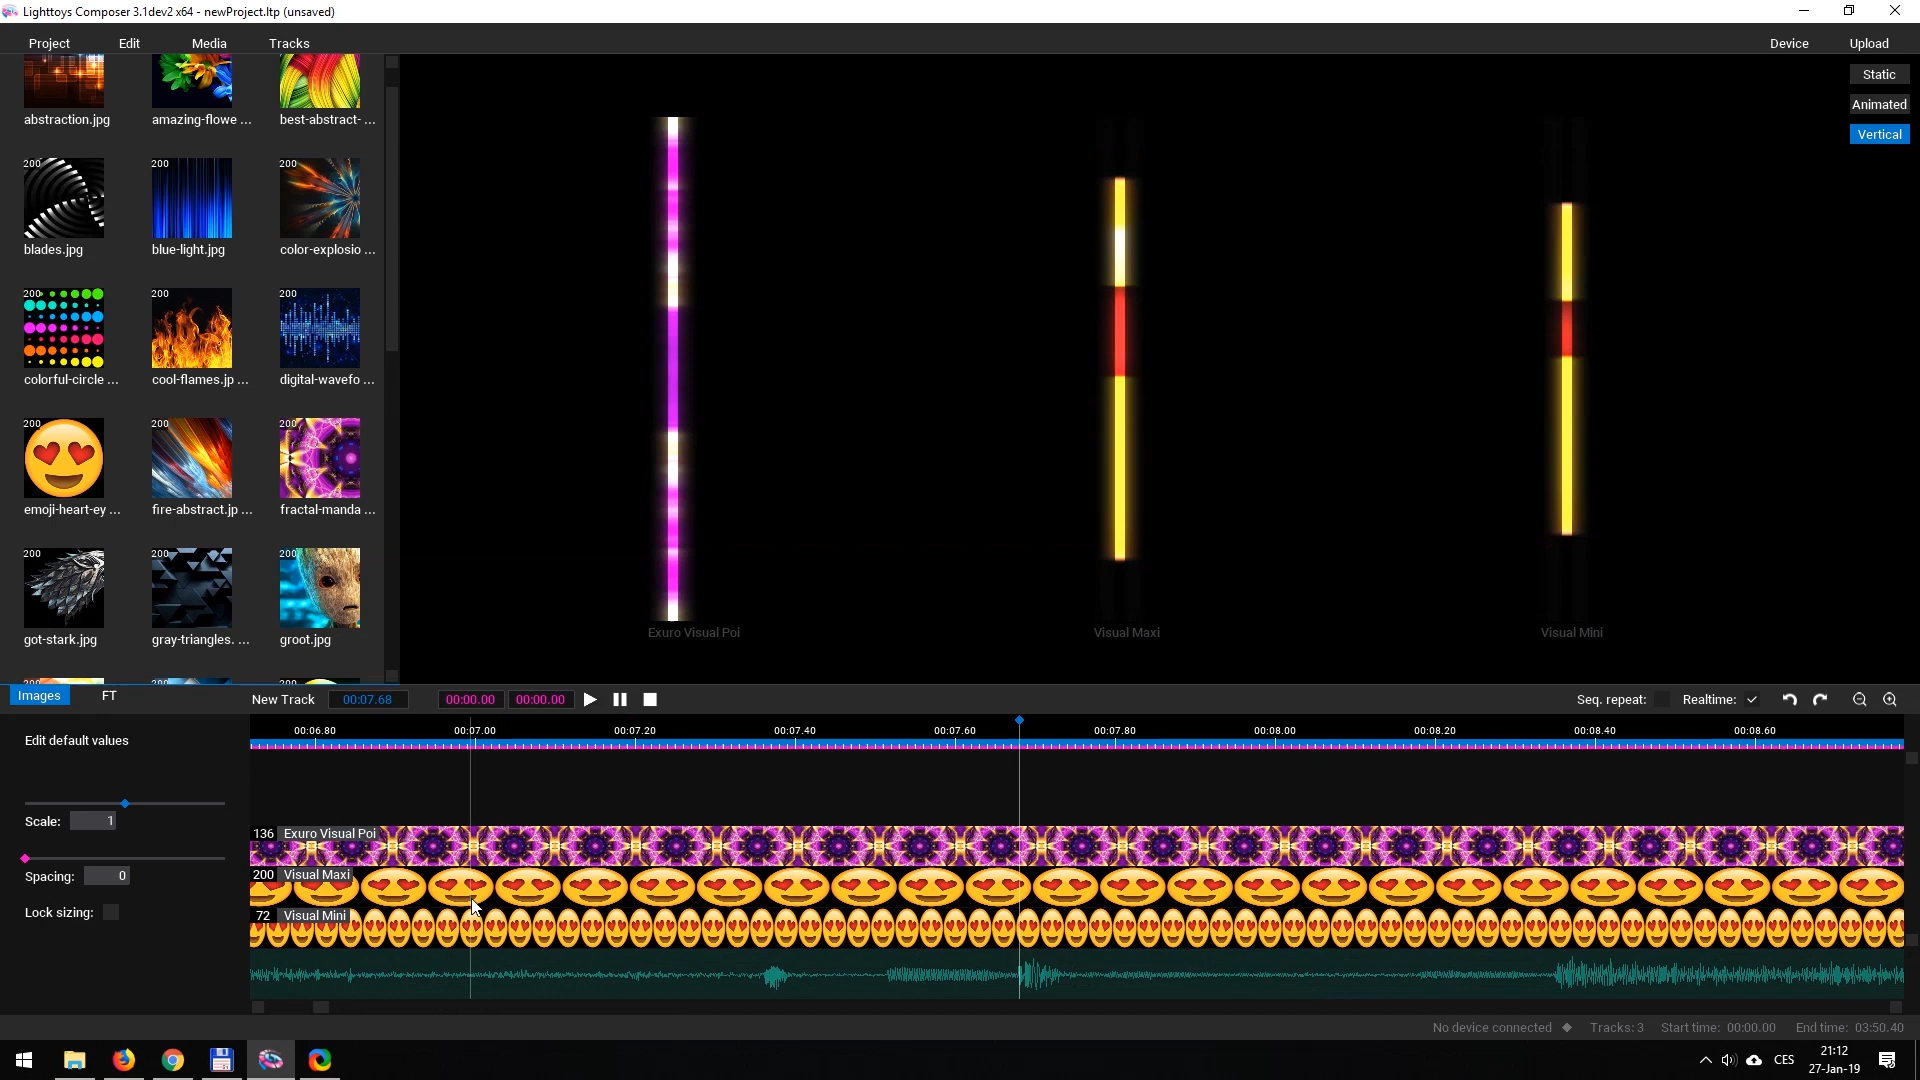 Lighttoys Composer 3.1dev2 x64 - newProject.ltp (unsaved)
Project Edit Media Tracks Device Upload
Static
Animated
Vertical
abstraction.jpg amazing-flowe ... best-abstract- ...
200 200 200
blades.jpg blue-light.jpg color-explosio ...
200 200 200
colorful-circle ... cool-flames.jp ... digital-wavefo ...
200 200 200
emoji-heart-ey ... fire-abstract.jp ... fractal-manda ...
200 200 200
got-stark.jpg gray-triangles. ... groot.jpg
200 200 200
Exuro Visual Poi Visual Maxi Visual Mini
Images FT New Track 00:07.68 00:00.00 00:00.00 Seq. repeat: Realtime:
00:06.80 00:07.00 00:07.20 00:07.40 00:07.60 00:07.80 00:08.00 00:08.20 00:08.40 00:08.60
Edit default values
Scale: 1
Spacing: 0
Lock sizing:
136 Exuro Visual Poi
200 Visual Maxi
72 Visual Mini
No device connected Tracks: 3 Start time: 00:00.00 End time: 03:50.40
CES
21:12
27-Jan-19